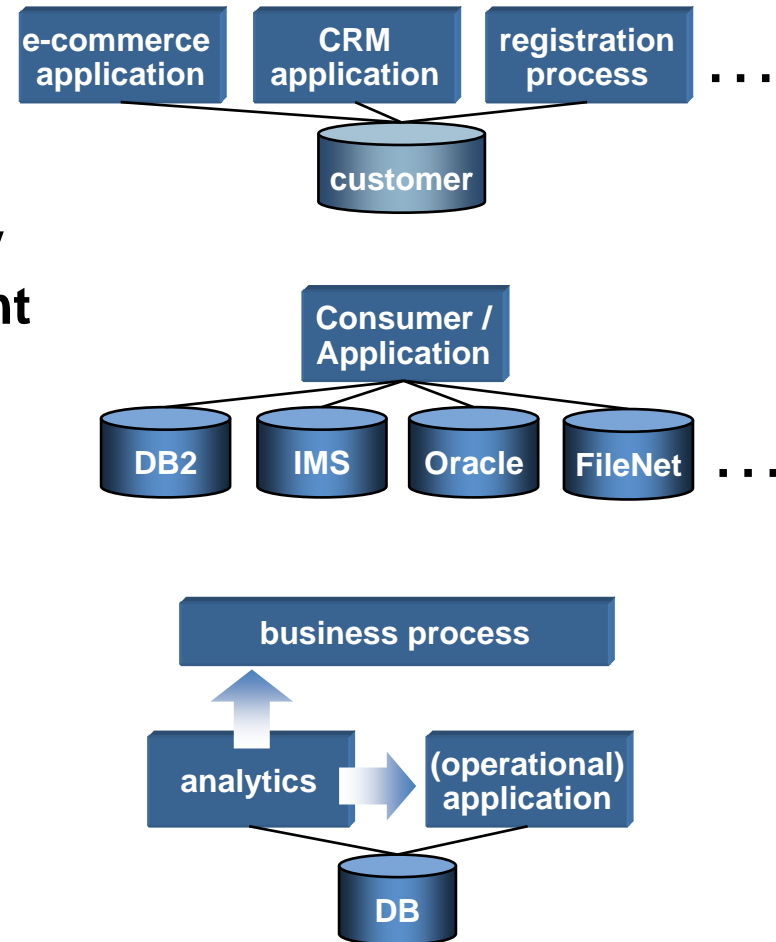 e-commerce
application
CRM
application
registration
process
. . .
customer
y
nt
Consumer /
Application
DB2
IMS
Oracle
FileNet
. . .
business process
analytics
(operational)
application
DB